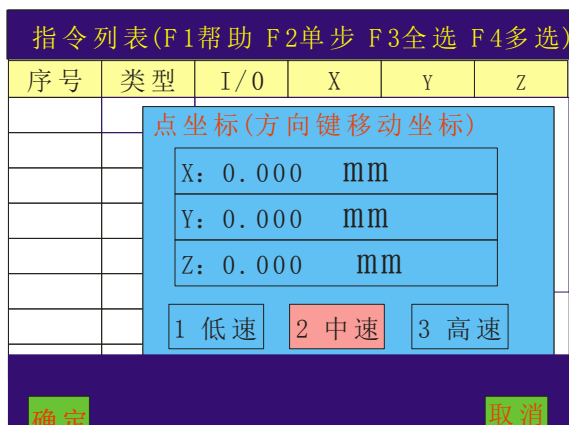 指令列表(F1帮助 F2单步 F3全选 F4多选)
序号 类型 I/0 X Y Z
点坐标(方向键移动坐标)
X: 0.000 mm
Y: 0.000 mm
Z: 0.000 mm
1 低速 2 中速 3 高速
确定 取消